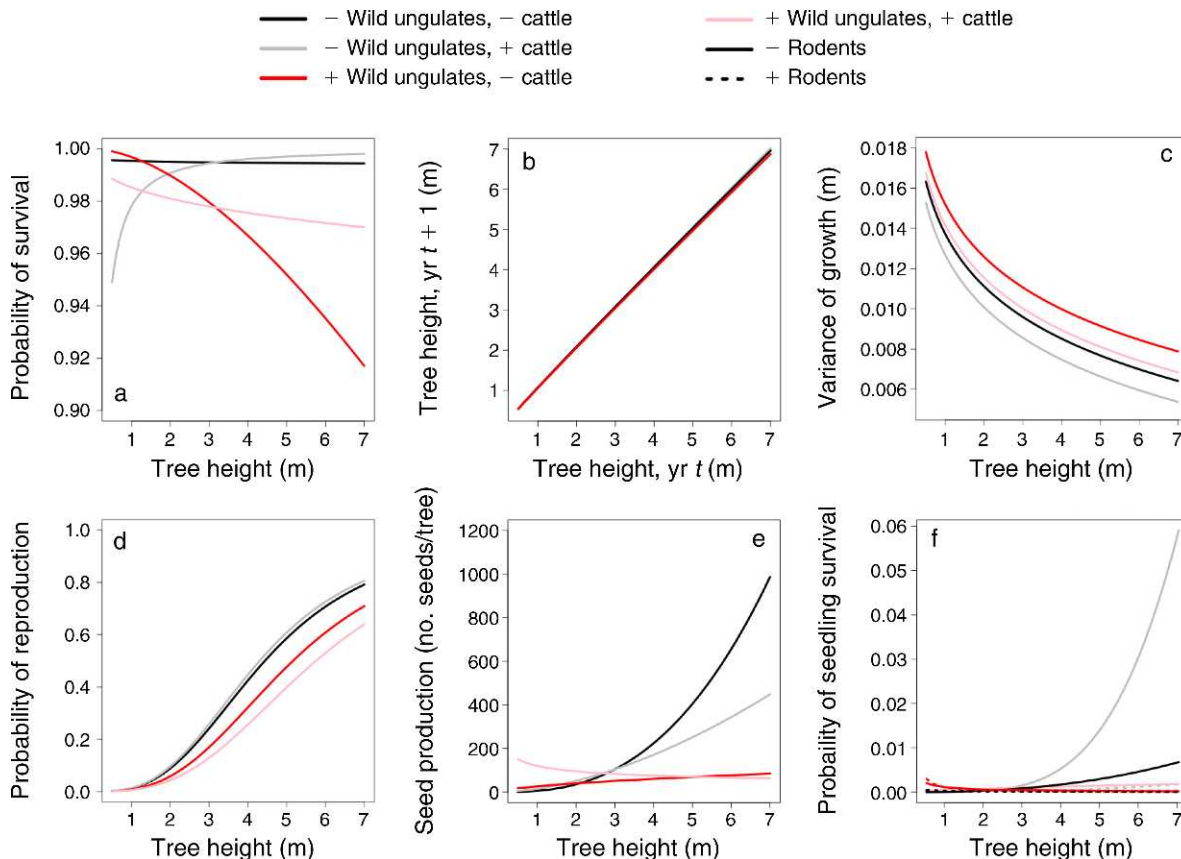 − Wild ungulates, − cattle
− Wild ungulates, + cattle
+ Wild ungulates, − cattle
+ Wild ungulates, + cattle
− Rodents
+ Rodents
Probability of survival
1.00
0.98
0.96
0.94
0.92
0.90
a
1 2 3 4 5 6 7
Tree height (m)
Tree height, yr t + 1 (m)
7
6
5
4
3
2
1
b
1 2 3 4 5 6 7
Tree height, yr t (m)
Variance of growth (m)
0.018
0.016
0.014
0.012
0.010
0.008
0.006
c
1 2 3 4 5 6 7
Tree height (m)
Probability of reproduction
1.0
0.8
0.6
0.4
0.2
0.0
d
1 2 3 4 5 6 7
Tree height (m)
Seed production (no. seeds/tree)
1200
1000
800
600
400
200
0
e
1 2 3 4 5 6 7
Tree height (m)
Probaility of seedling survival
0.06
0.05
0.04
0.03
0.02
0.01
0.00
f
1 2 3 4 5 6 7
Tree height (m)